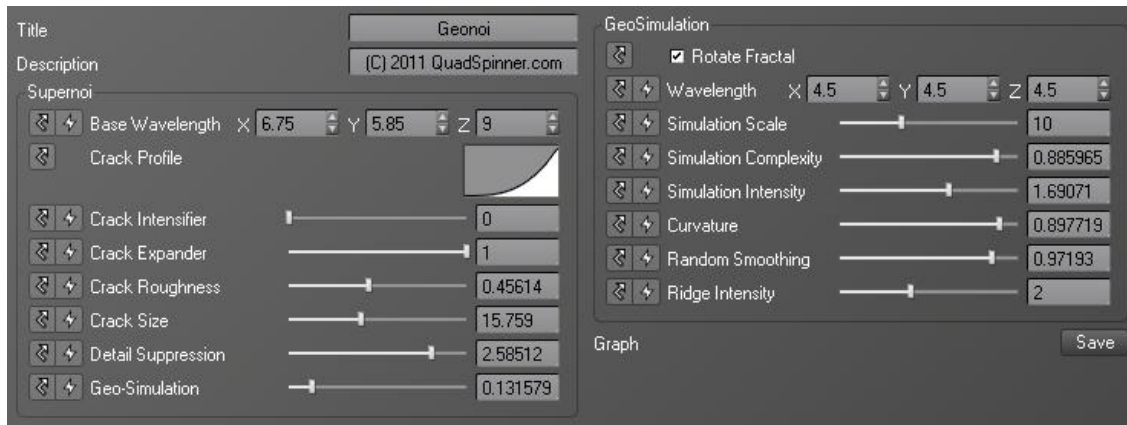 Title Geonoi
Description (C) 2011 QuadSpinner.com
Supernoi
Base Wavelength X 6.75 Y 5.85 Z 9
Crack Profile
Crack Intensifier 0
Crack Expander 1
Crack Roughness 0.45614
Crack Size 15.759
Detail Suppression 2.58512
Geo-Simulation 0.131579
GeoSimulation
Rotate Fractal
Wavelength X 4.5 Y 4.5 Z 4.5
Simulation Scale 10
Simulation Complexity 0.885965
Simulation Intensity 1.69071
Curvature 0.897719
Random Smoothing 0.97193
Ridge Intensity 2
Graph Save